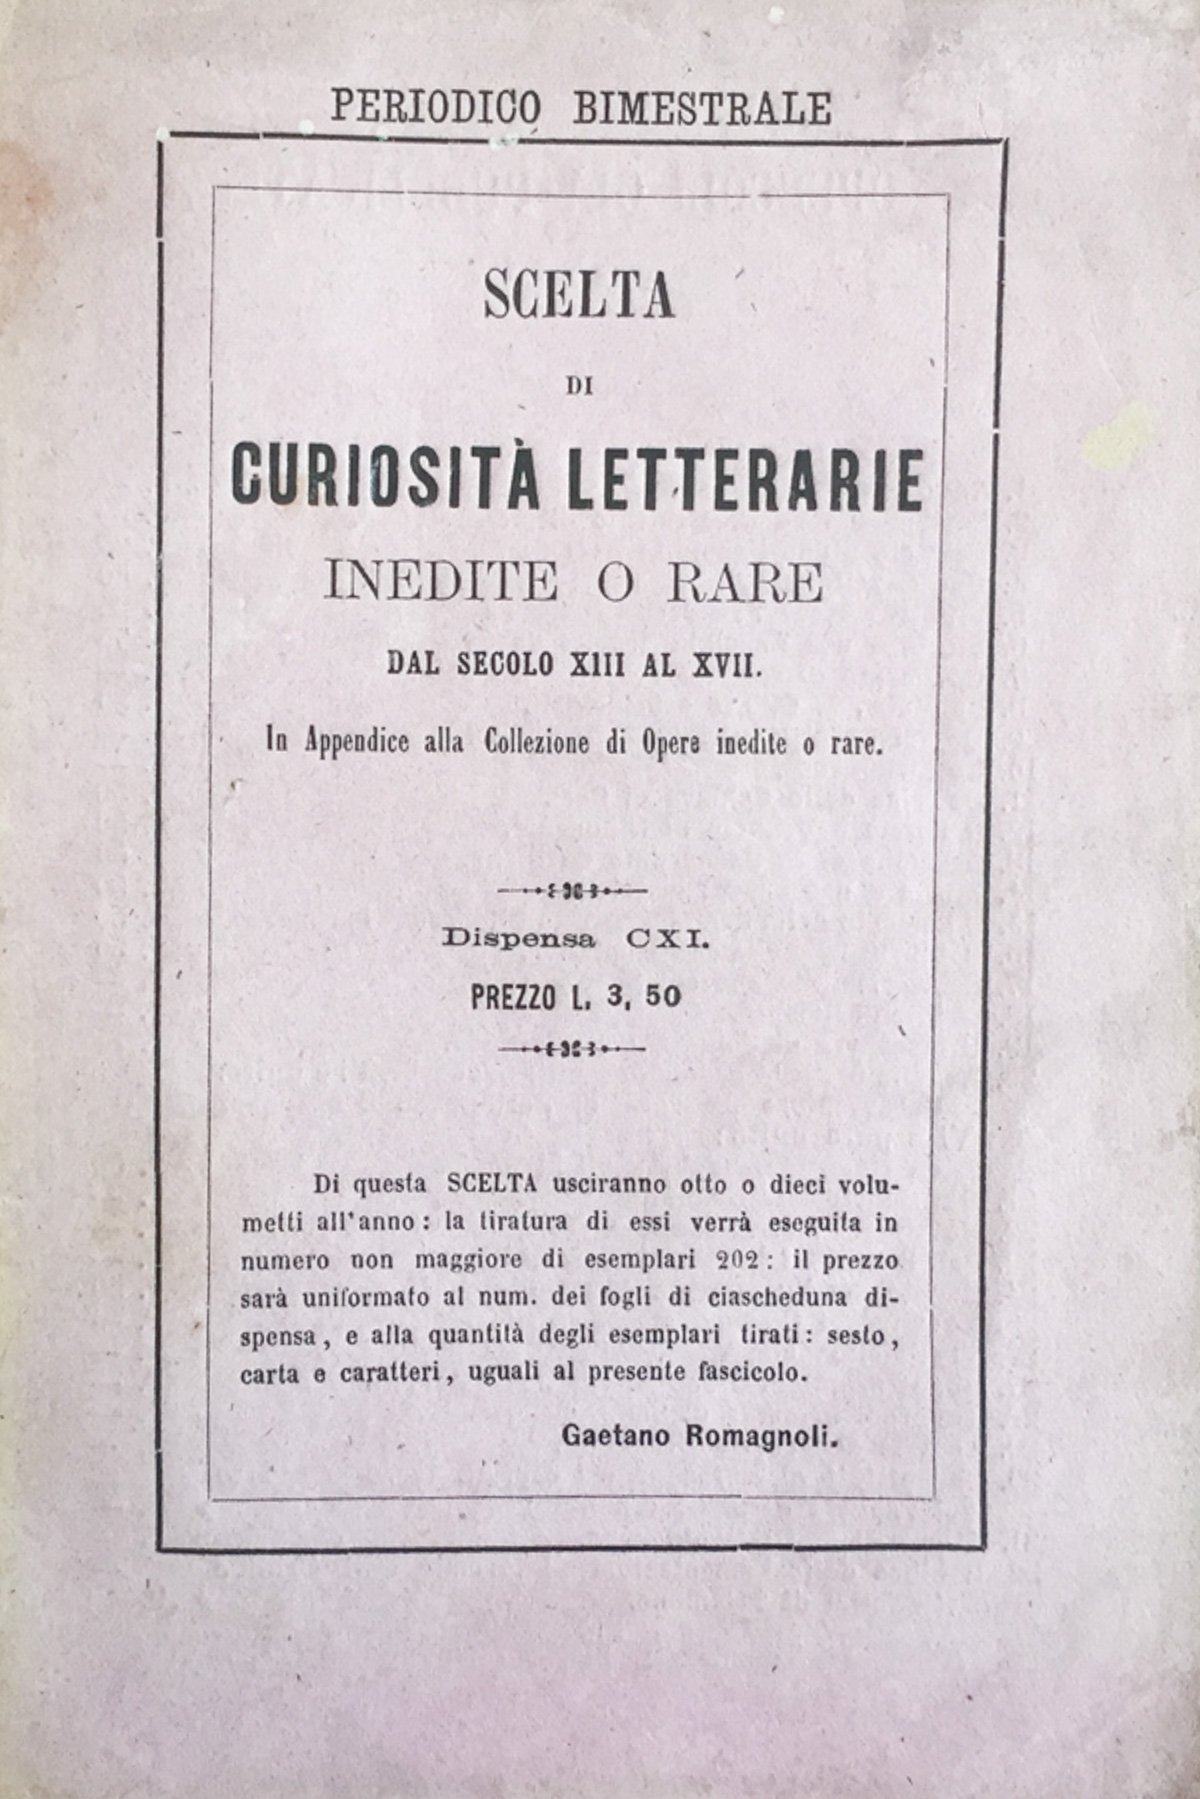 PERIODICO BIMESTRALE
SCELTA
DI
CURIOSITÀ LETTERARIE
INEDITE O RARE
DAL SECOLO XIII AL XVII.
In Appendice alla Collezione di Opere inedite o rare.
Dispensa CXI.
PREZZO L. 3, 50
Di questa SCELTA usciranno otto o dieci volu-
metti all'anno: la tiratura di essi verrà eseguita in
numero non maggiore di esemplari 202: il prezzo
sarà uniformato al num. dei fogli di ciascheduna di-
spensa, e alla quantità degli esemplari tirati: sesto,
carta e caratteri, uguali al presente fascicolo.
Gaetano Romagnoli.